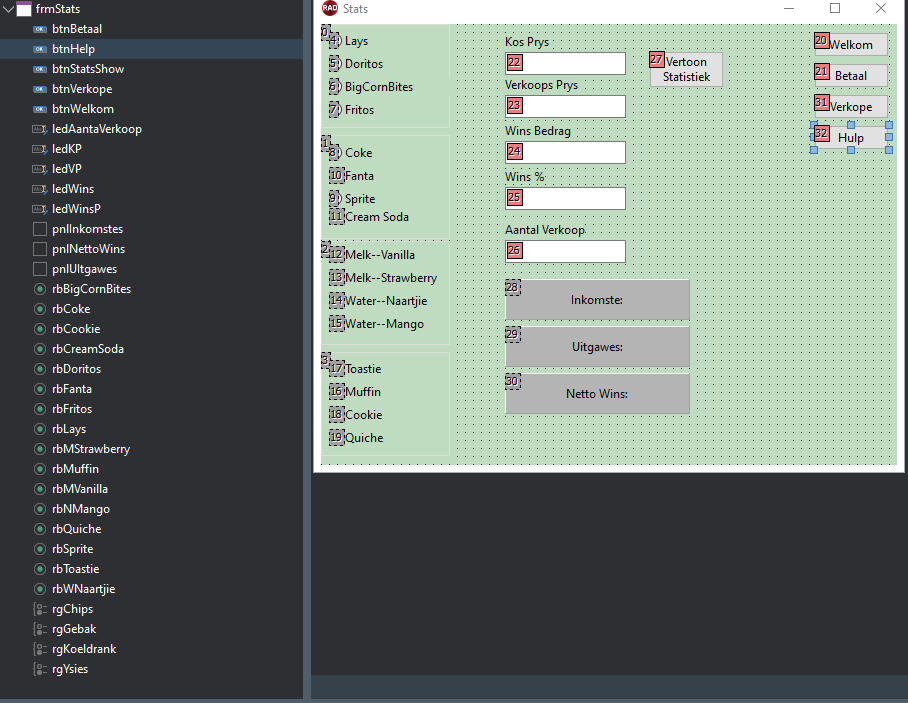 frmStats
btnBetaal
btnHelp
btnStatsShow
btnVerkope
btnWelkom
ledAantaVerkoop
ledKP
ledVP
ledWins
ledWinsP
pnlInkomstes
pnlNettoWins
pnlUItgawes
rbBigCornBites
rbCoke
rbCookie
rbCreamSoda
rbDoritos
rbFanta
rbFritos
rbLays
rbMStrawberry
rbMuffin
rbMVanilla
rbNMango
rbQuiche
rbSprite
rbToastie
rbWNaartjie
rgChips
rgGebak
rgKoeldrank
rgYsies
RAD Stats
0
4 Lays
5 Doritos
6 BigCornBites
7 Fritos
1
8 Coke
10 Fanta
9 Sprite
11 Cream Soda
2
12 Melk--Vanilla
13 Melk--Strawberry
14 Water--Naartjie
15 Water--Mango
3
17 Toastie
16 Muffin
18 Cookie
19 Quiche
Kos Prys
22
Verkoops Prys
23
Wins Bedrag
24
Wins %
25
Aantal Verkoop
26
28 Inkomste:
29 Uitgawes:
30 Netto Wins:
27 Vertoon
Statistiek
20 Welkom
21 Betaal
31 Verkope
32 Hulp